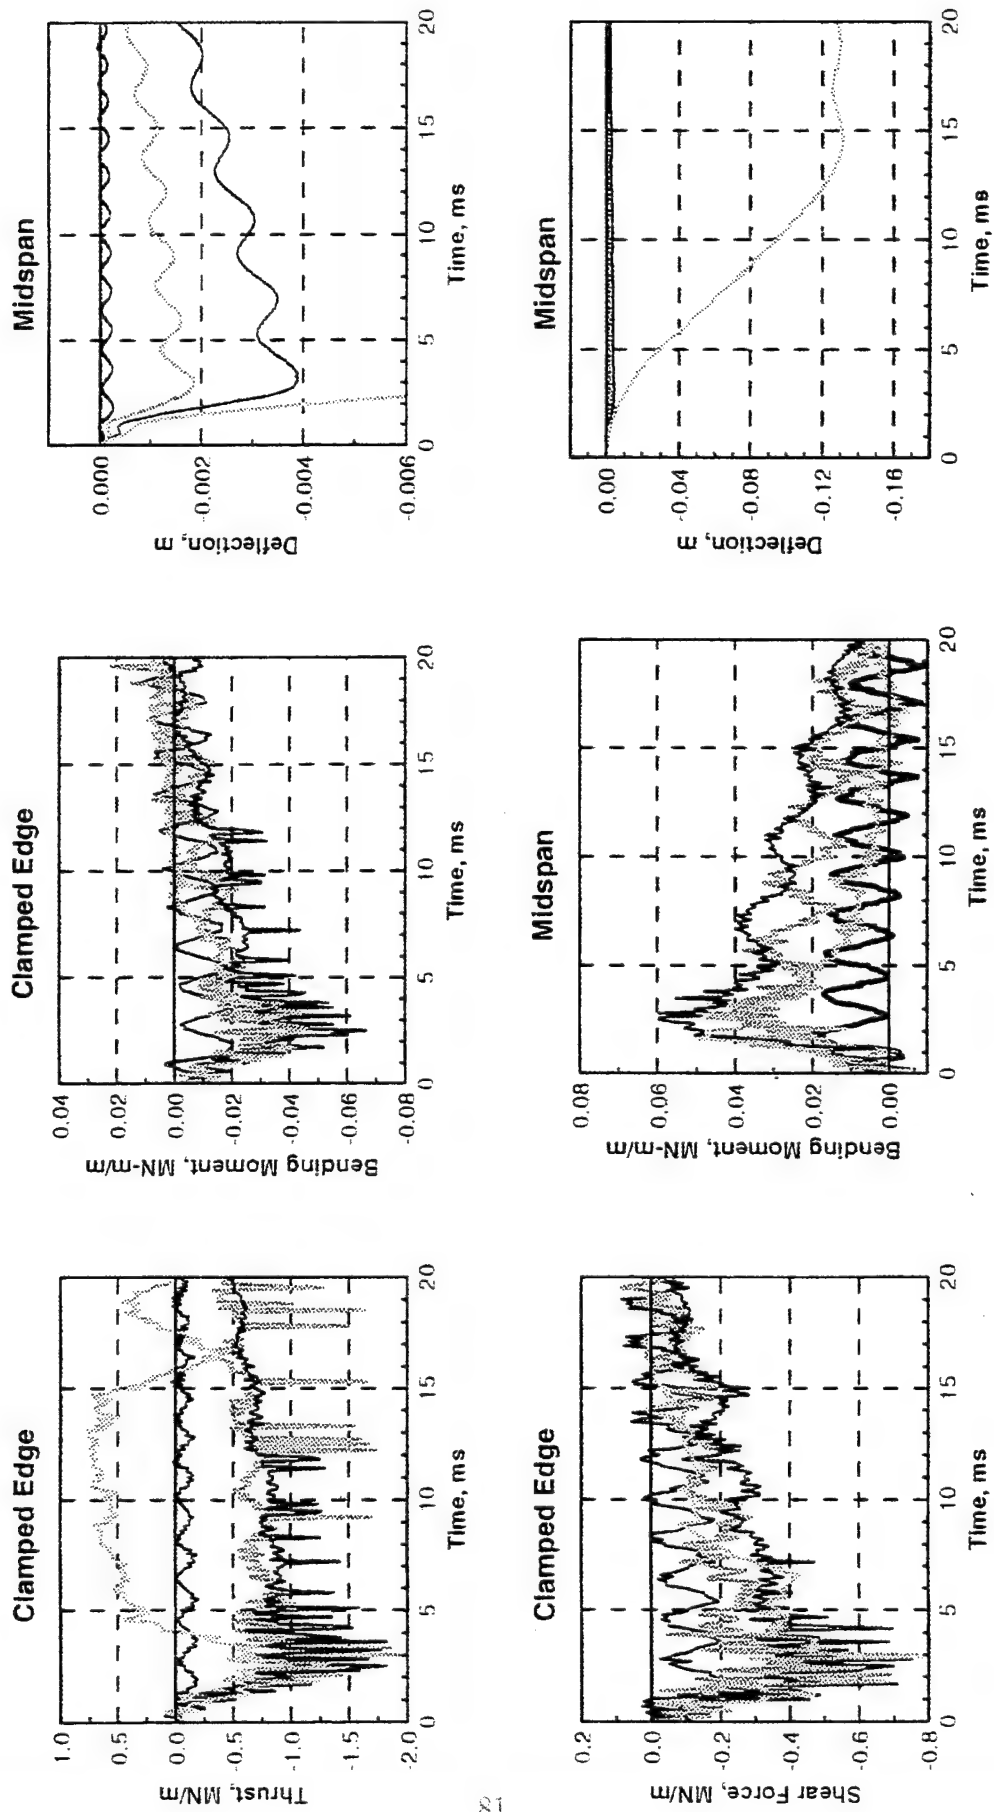 Clamped Edge
Thrust, MN/m
1.0
0.5
0.0
-0.5
-1.0
-1.5
-2.0
0 5 10 15 20
Time, ms
Clamped Edge
Bending Moment, MN-m/m
0.04
0.02
0.00
-0.02
-0.04
-0.06
-0.08
0 5 10 15 20
Time, ms
Midspan
Deflection, m
0.000
-0.002
-0.004
-0.006
0 5 10 15 20
Time, ms
Clamped Edge
Shear Force, MN/m
0.2
0.0
-0.2
-0.4
-0.6
-0.8
0 5 10 15 20
Time, ms
Midspan
Bending Moment, MN-m/m
0.08
0.06
0.04
0.02
0.00
0 5 10 15 20
Time, ms
Midspan
Deflection, m
0.00
-0.04
-0.08
-0.12
-0.16
0 5 10 15 20
Time, ms
81